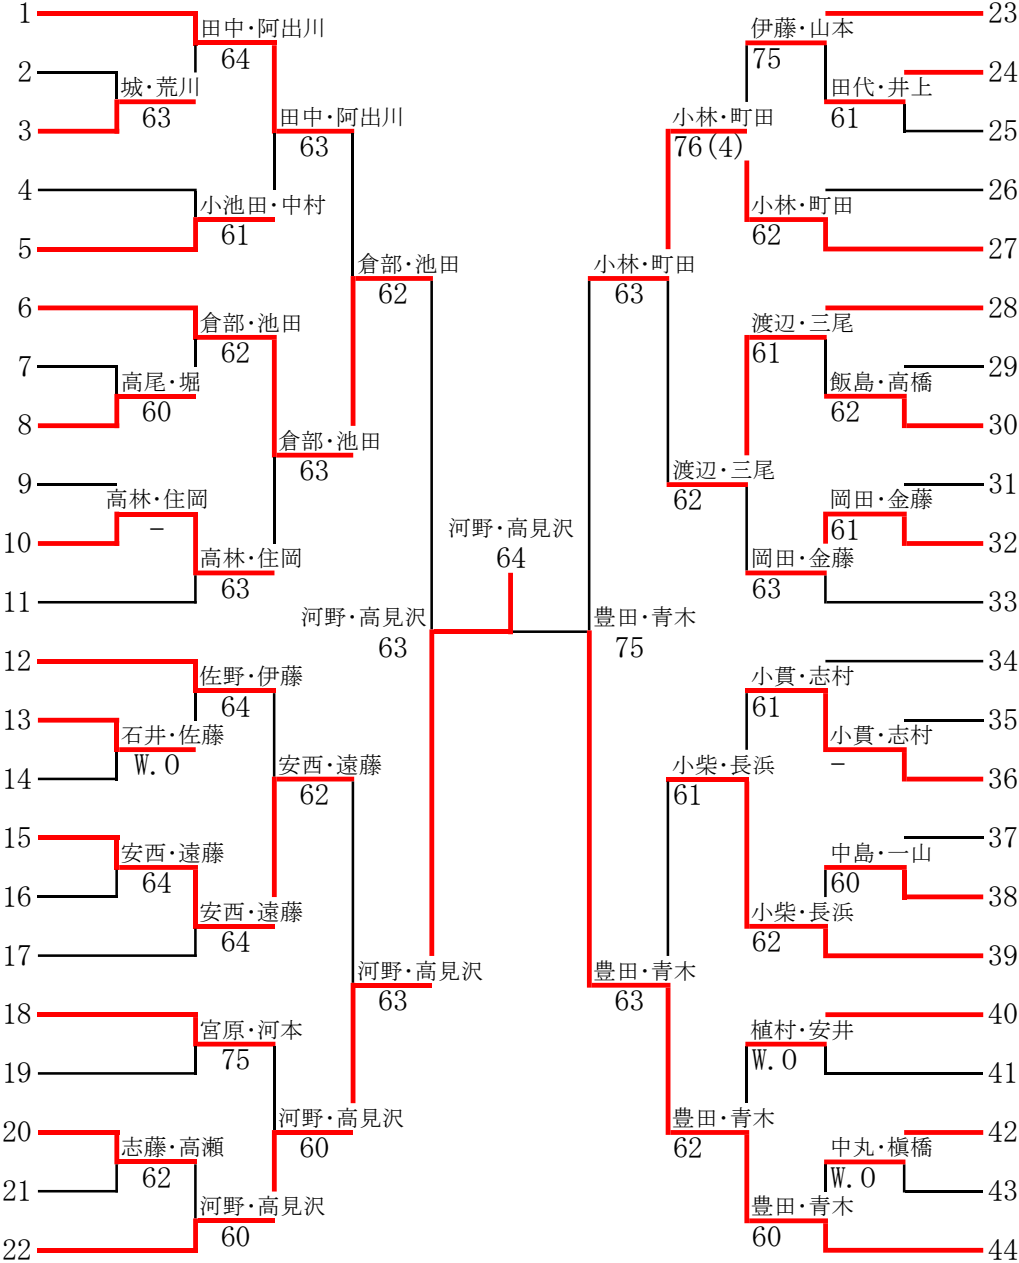 1
田中・阿出川
64
2
城・荒川
63
3
田中・阿出川
63
4
小池田・中村
61
5
倉部・池田
62
6
倉部・池田
62
7
高尾・堀
60
8
倉部・池田
63
9
高林・住岡
-
10
高林・住岡
63
11
河野・高見沢
63
12
佐野・伊藤
64
13
石井・佐藤
W.O
14
安西・遠藤
62
15
安西・遠藤
64
16
安西・遠藤
64
17
河野・高見沢
63
18
宮原・河本
75
19
河野・高見沢
60
20
志藤・高瀬
62
21
河野・高見沢
60
22
河野・高見沢
64
23
伊藤・山本
75
24
田代・井上
61
25
小林・町田
76(4)
26
小林・町田
62
27
小林・町田
63
28
渡辺・三尾
61
29
飯島・高橋
62
30
渡辺・三尾
62
31
岡田・金藤
61
32
岡田・金藤
63
33
豊田・青木
75
34
小貫・志村
61
35
小貫・志村
-
36
小柴・長浜
61
37
中島・一山
60
38
小柴・長浜
62
39
豊田・青木
63
40
植村・安井
W.O
41
豊田・青木
62
42
中丸・槇橋
W.O
43
豊田・青木
60
44